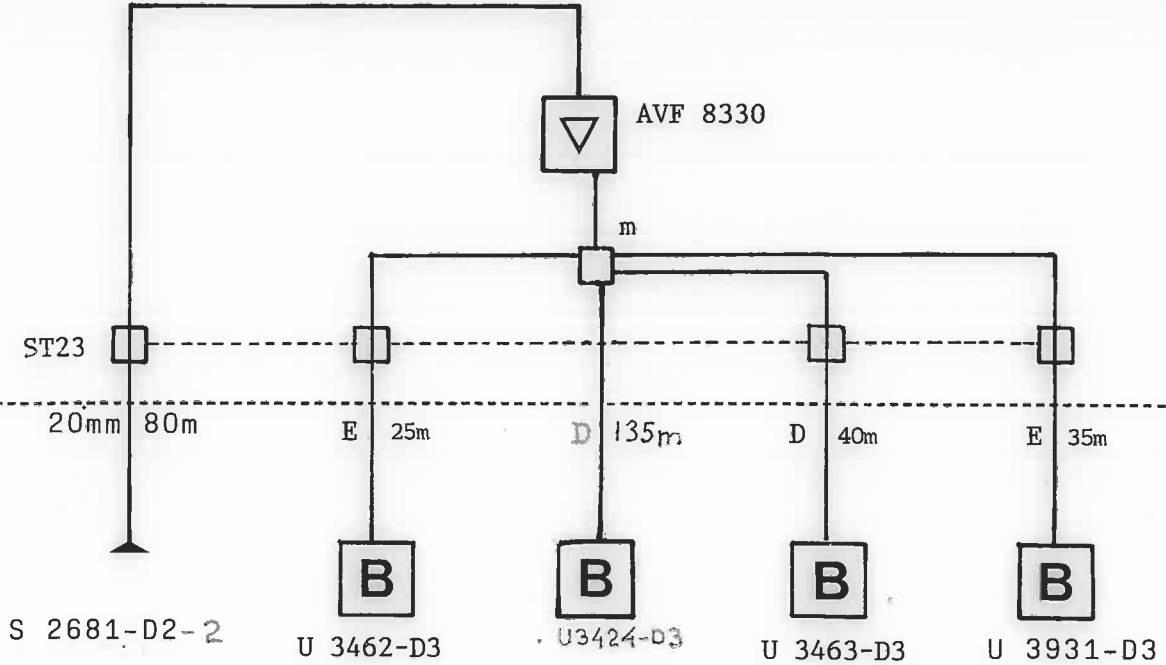 AVF 8330
m
ST23
20mm 80m
E 25m
D 135m
D 40m
E 35m
B
B
B
B
S 2681-D2-2
U 3462-D3
U3424-D3
U 3463-D3
U 3931-D3